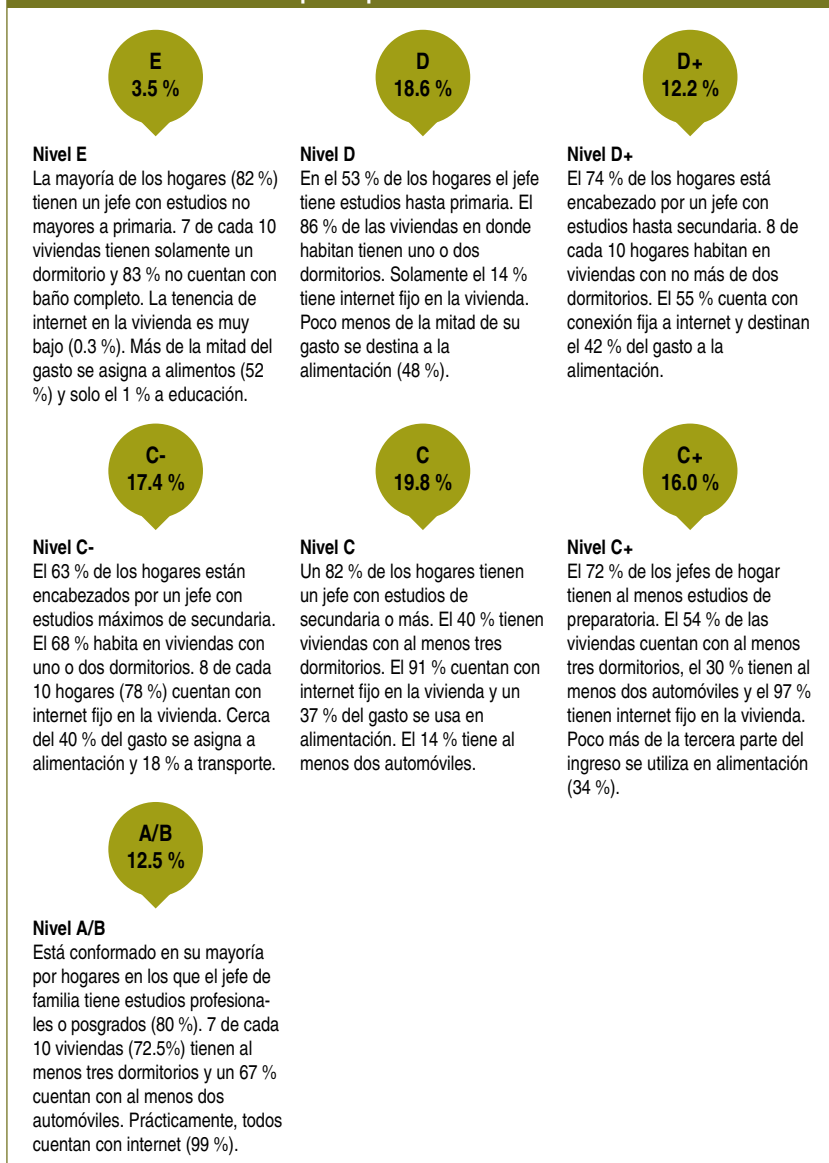 E
3.5 %
D
18.6 %
D+
12.2 %
Nivel E
La mayoría de los hogares (82 %)
tienen un jefe con estudios no
mayores a primaria. 7 de cada 10
viviendas tienen solamente un
dormitorio y 83 % no cuentan con
baño completo. La tenencia de
internet en la vivienda es muy
bajo (0.3 %). Más de la mitad del
gasto se asigna a alimentos (52
%) y solo el 1 % a educación.
Nivel D
En el 53 % de los hogares el jefe
tiene estudios hasta primaria. El
86 % de las viviendas en donde
habitan tienen uno o dos
dormitorios. Solamente el 14 %
tiene internet fijo en la vivienda.
Poco menos de la mitad de su
gasto se destina a la
alimentación (48 %).
Nivel D+
El 74 % de los hogares está
encabezado por un jefe con
estudios hasta secundaria. 8 de
cada 10 hogares habitan en
viviendas con no más de dos
dormitorios. El 55 % cuenta con
conexión fija a internet y destinan
el 42 % del gasto a la
alimentación.
C-
17.4 %
C
19.8 %
C+
16.0 %
Nivel C-
El 63 % de los hogares están
encabezados por un jefe con
estudios máximos de secundaria.
El 68 % habita en viviendas con
uno o dos dormitorios. 8 de cada
10 hogares (78 %) cuentan con
internet fijo en la vivienda. Cerca
del 40 % del gasto se asigna a
alimentación y 18 % a transporte.
Nivel C
Un 82 % de los hogares tienen
un jefe con estudios de
secundaria o más. El 40 % tienen
viviendas con al menos tres
dormitorios. El 91 % cuentan con
internet fijo en la vivienda y un
37 % del gasto se usa en
alimentación. El 14 % tiene al
menos dos automóviles.
Nivel C+
El 72 % de los jefes de hogar
tienen al menos estudios de
preparatoria. El 54 % de las
viviendas cuentan con al menos
tres dormitorios, el 30 % tienen al
menos dos automóviles y el 97 %
tienen internet fijo en la vivienda.
Poco más de la tercera parte del
ingreso se utiliza en alimentación
(34 %).
A/B
12.5 %
Nivel A/B
Está conformado en su mayoría
por hogares en los que el jefe de
familia tiene estudios profesiona-
les o posgrados (80 %). 7 de cada
10 viviendas (72.5%) tienen al
menos tres dormitorios y un 67 %
cuentan con al menos dos
automóviles. Prácticamente, todos
cuentan con internet (99 %).